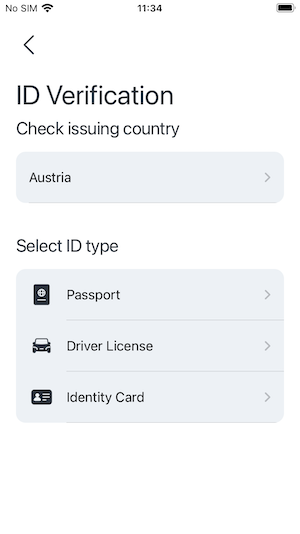 No SIM 11:34
ID Verification
Check issuing country
Austria
Select ID type
Passport
Driver License
Identity Card